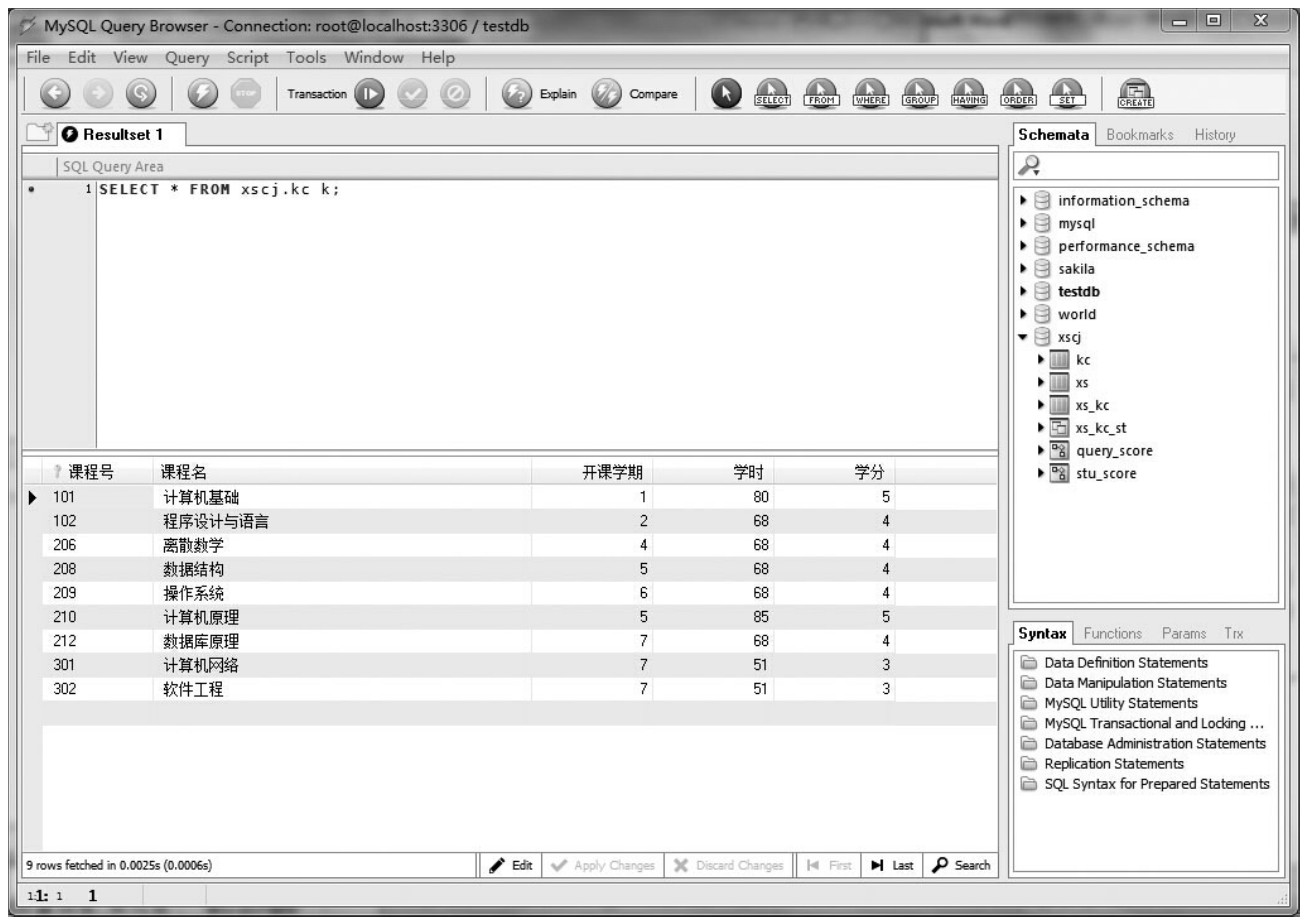 MySQL Query Browser - Connection: root@localhost:3306 / testdb
File Edit View Query Script Tools Window Help
STOP Transaction Explain Compare SELECT FROM WHERE GROUP HAVING ORDER SET CREATE
Resultset 1
SQL Query Area
1 SELECT * FROM xscj.kc k;
课程号 课程名 开课学期 学时 学分
101 计算机基础 1 80 5
102 程序设计与语言 2 68 4
206 离散数学 4 68 4
208 数据结构 5 68 4
209 操作系统 6 68 4
210 计算机原理 5 85 5
212 数据库原理 7 68 4
301 计算机网络 7 51 3
302 软件工程 7 51 3
9 rows fetched in 0.0025s (0.0006s) Edit Apply Changes Discard Changes First Last Search
1: 1 1
Schemata Bookmarks History
information_schema
mysql
performance_schema
sakila
testdb
world
xscj
kc
xs
xs_kc
xs_kc_st
query_score
stu_score
Syntax Functions Params Trx
Data Definition Statements
Data Manipulation Statements
MySQL Utility Statements
MySQL Transactional and Locking ...
Database Administration Statements
Replication Statements
SQL Syntax for Prepared Statements